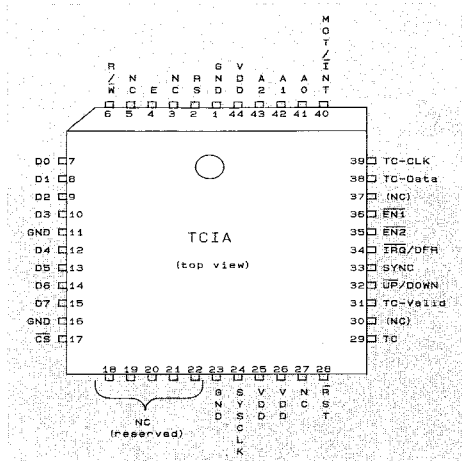 R/W NC E NC RS GND VDD A2 A1 A0 MOT/INT
6 5 4 3 2 1 44 43 42 41 40
D0 7
D1 8
D2 9
D3 10
GND 11
D4 12
D5 13
D6 14
D7 15
GND 16
CS 17
TCIA
(top view)
39 TC-CLK
38 TC-Data
37 (NC)
36 EN1
35 EN2
34 IRQ/DFR
33 SYNC
32 UP/DOWN
31 TC-Valid
30 (NC)
29 TC
18 19 20 21 22 23 24 25 26 27 28
NC
(reserved)
GND SYSCLK VDD VDD NC RST